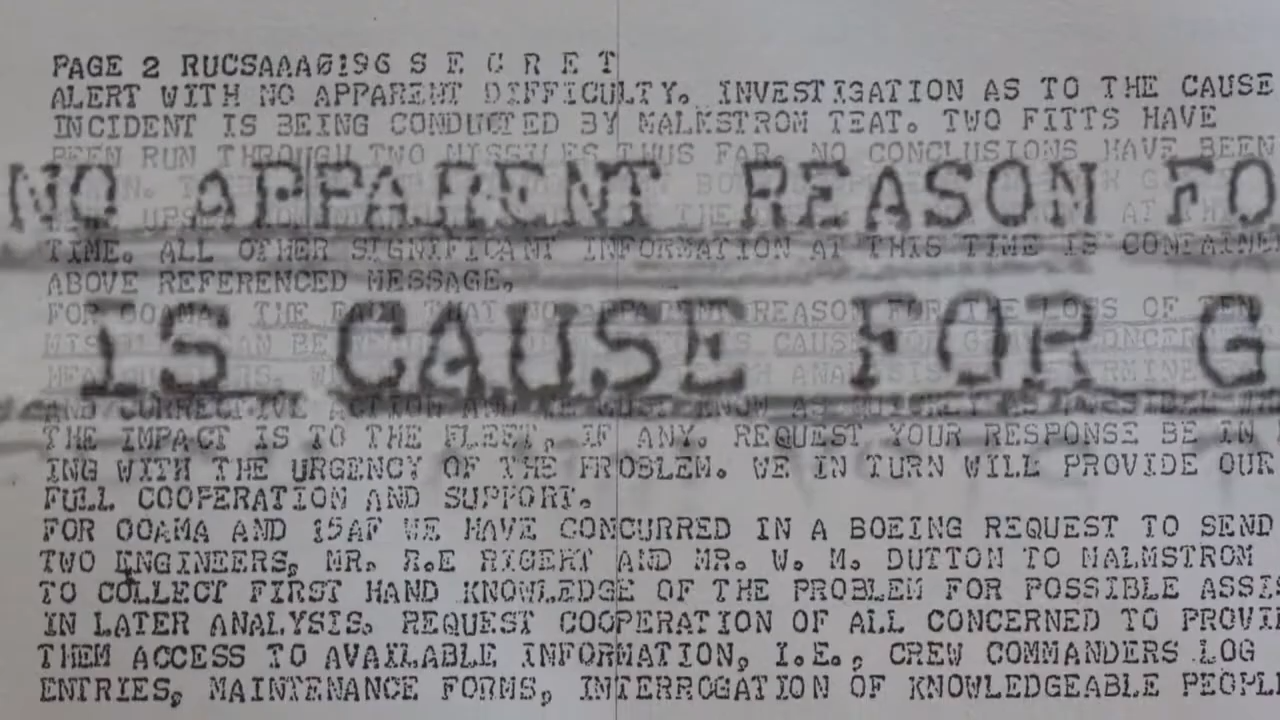 PAGE 2 RUCSAAA0196 S E C R E T
ALERT WITH NO APPARENT DIFFICULTY. INVESTIGATION AS TO THE CAUSE
INCIDENT IS BEING CONDUCTED BY MALMSTROM TEAT. TWO FITTS HAVE
BEEN RUN THROUGH TWO MISSILES THUS FAR. NO CONCLUSIONS HAVE BEEN
NO APPARENT REASON FO
TIME. ALL OTHER SIGNIFICANT INFORMATION AT THIS TIME IS CONTAINE
ABOVE REFERENCED MESSAGE.
FOR OOAMA. THE FACT THAT NO APPARENT REASON FOR THE LOSS OF TEN
IS CAUSE FOR G
AND CORRECTIVE ACTION AND WE MUST KNOW AS QUICKLY AS POSSIBLE
THE IMPACT IS TO THE FLEET, IF ANY. REQUEST YOUR RESPONSE BE IN
ING WITH THE URGENCY OF THE PROBLEM. WE IN TURN WILL PROVIDE OUR
FULL COOPERATION AND SUPPORT.
FOR OOAMA AND 15AF WE HAVE CONCURRED IN A BOEING REQUEST TO SEND
TWO ENGINEERS, MR. R.E RIGERT AND MR. W. M. DUTTON TO MALMSTROM
TO COLLECT FIRST HAND KNOWLEDGE OF THE PROBLEM FOR POSSIBLE ASSI
IN LATER ANALYSIS. REQUEST COOPERATION OF ALL CONCERNED TO PROVI
THEM ACCESS TO AVAILABLE INFORMATION, I.E., CREW COMMANDERS LOG
ENTRIES, MAINTENANCE FORMS, INTERROGATION OF KNOWLEDGEABLE PEOPL